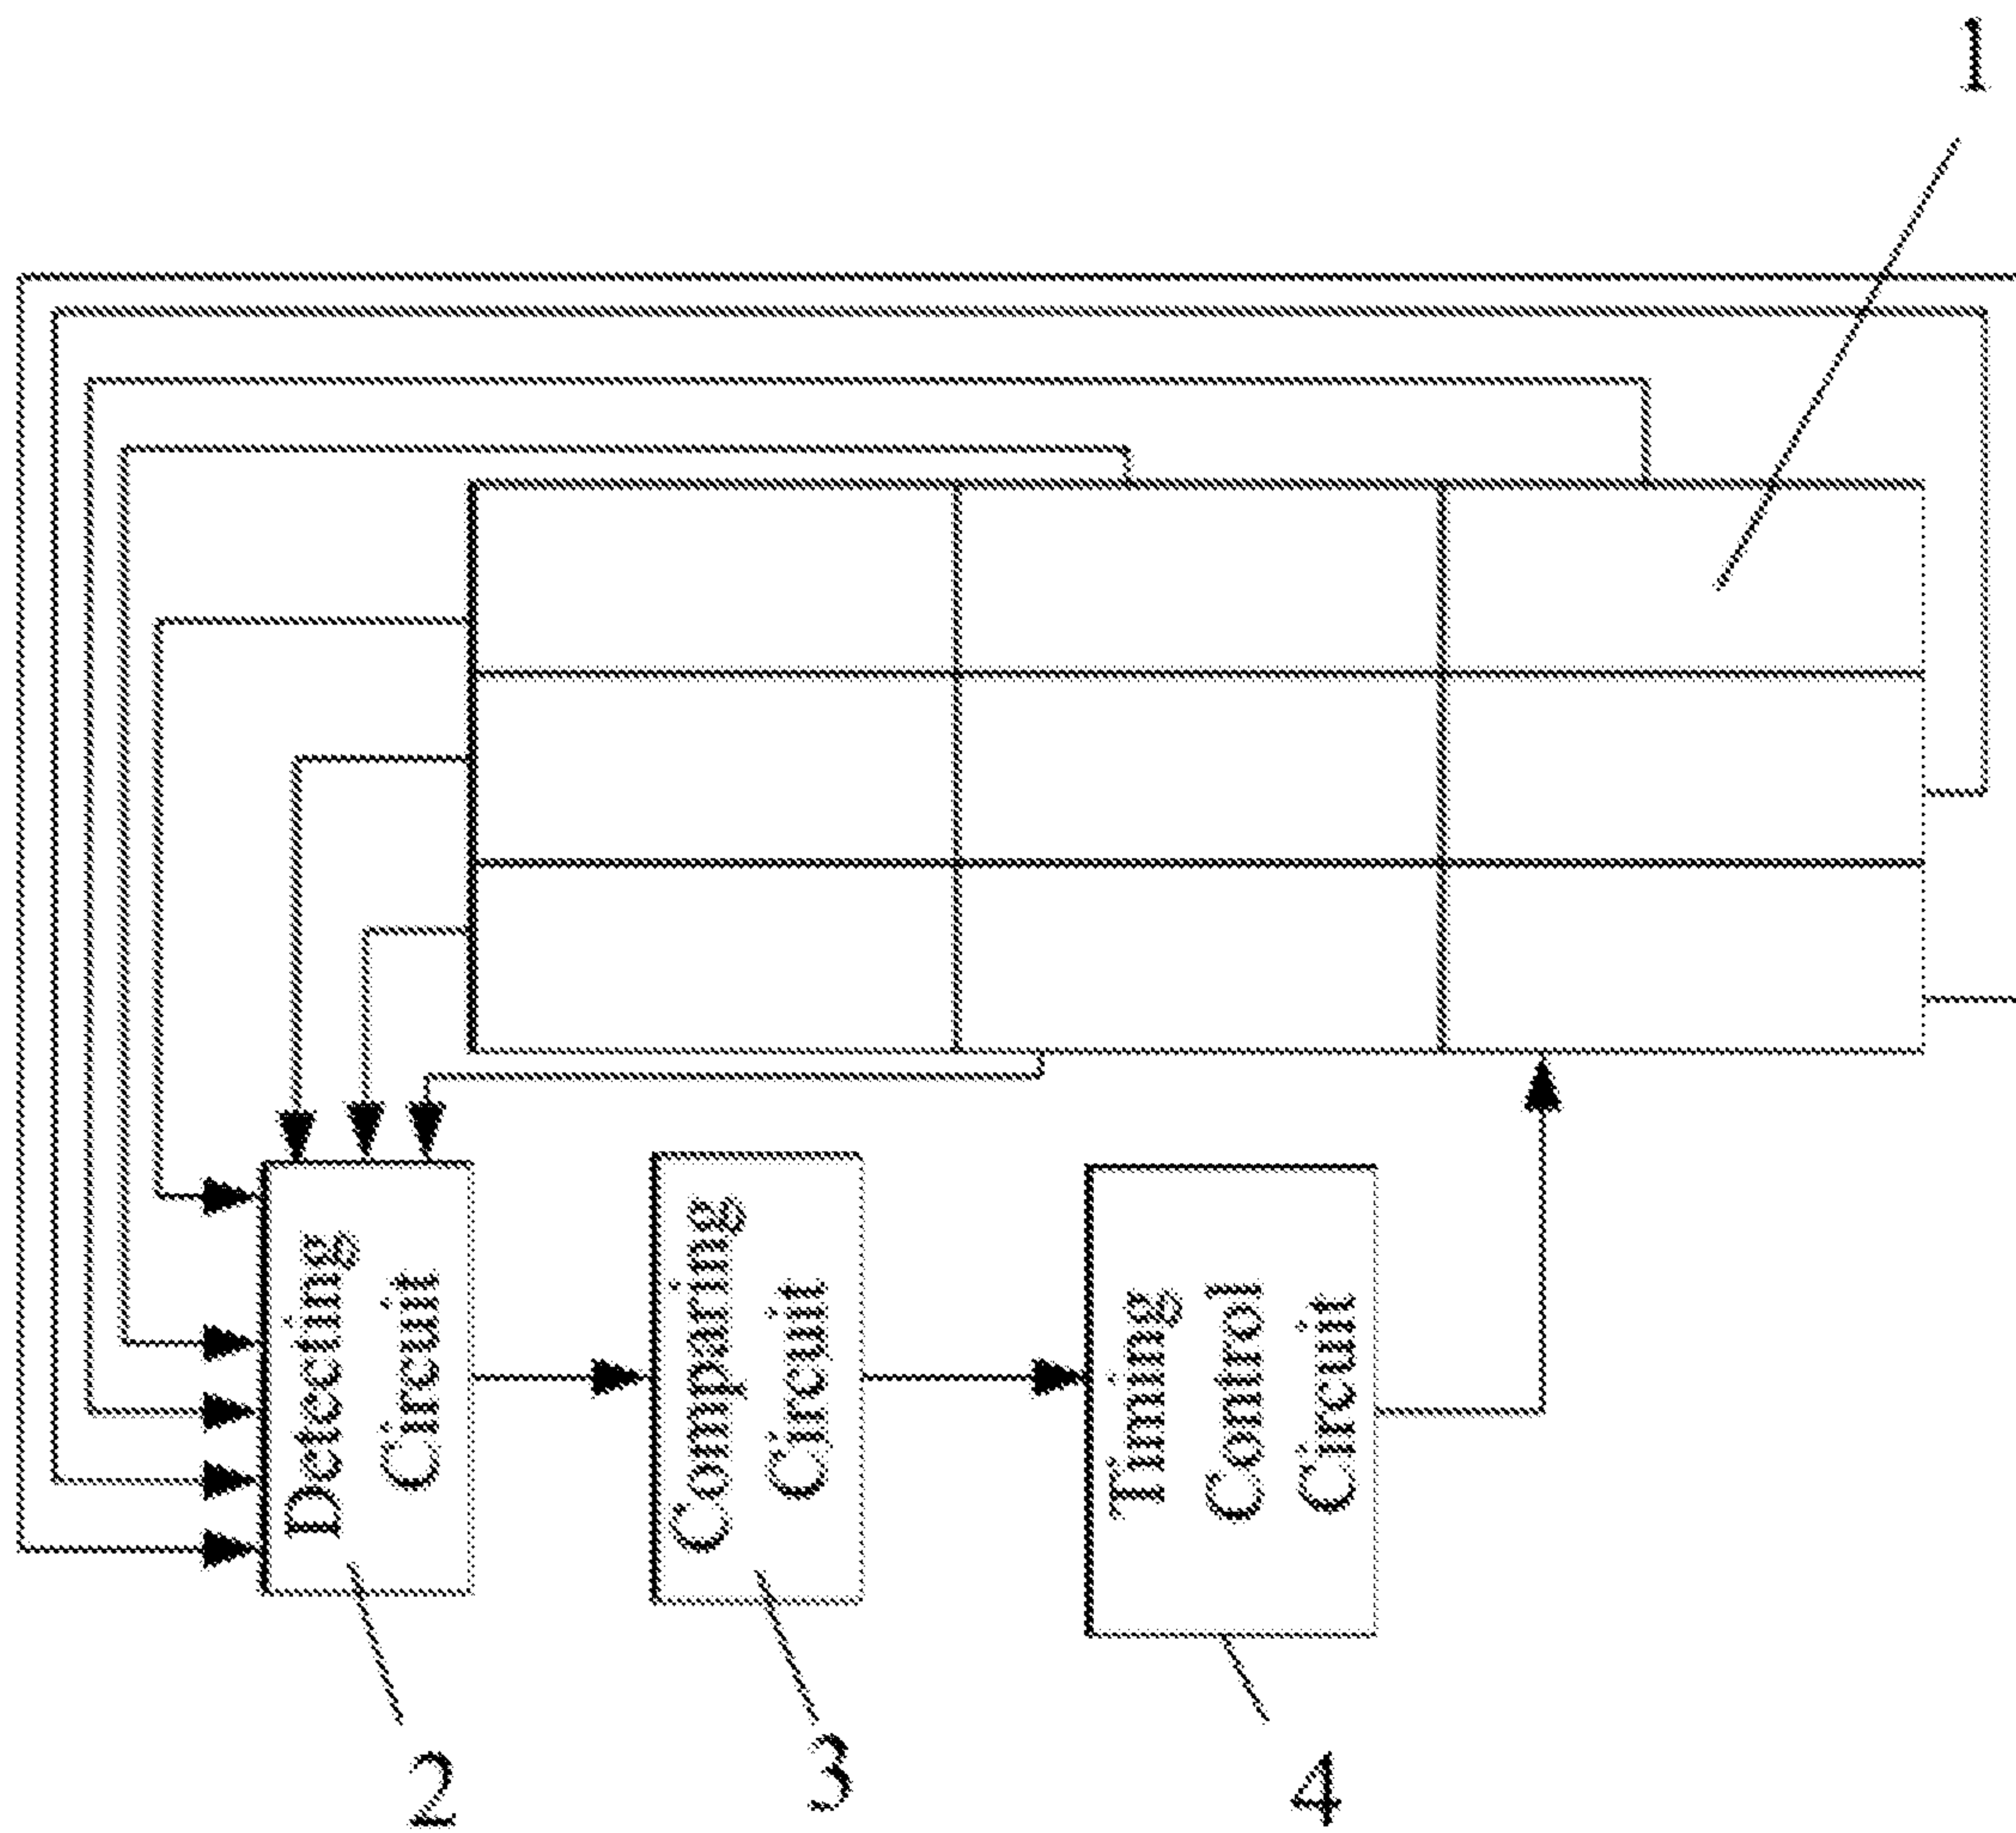 1
Detecting
Circuit
Comparing
Circuit
Timing
Control
Circuit
2
3
4